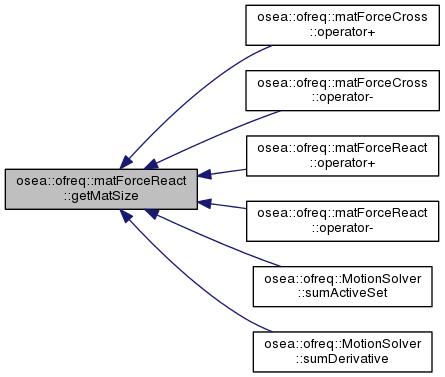 osea::ofreq::matForceCross
::operator+
osea::ofreq::matForceCross
::operator-
osea::ofreq::matForceReact
::operator+
osea::ofreq::matForceReact
::getMatSize
osea::ofreq::matForceReact
::operator-
osea::ofreq::MotionSolver
::sumActiveSet
osea::ofreq::MotionSolver
::sumDerivative